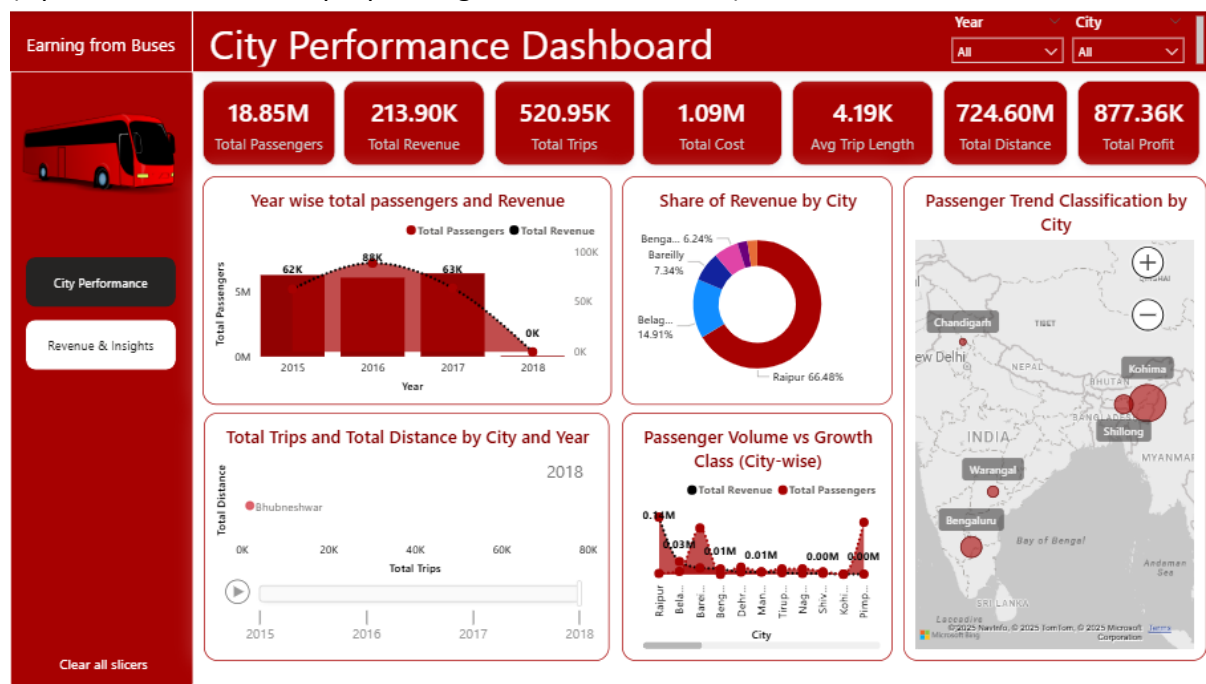 Earning from Buses
City Performance Dashboard
Year
All
City
All
18.85M
Total Passengers
213.90K
Total Revenue
520.95K
Total Trips
1.09M
Total Cost
4.19K
Avg Trip Length
724.60M
Total Distance
877.36K
Total Profit
City Performance
Revenue & Insights
Clear all slicers
Year wise total passengers and Revenue
Total Passengers Total Revenue
100K
50K
0K
5M
0M
Total Passengers
62K
88K
63K
0K
2015 2016 2017 2018
Year
Share of Revenue by City
Benga... 6.24%
Bareilly
7.34%
Belag...
14.91%
Raipur 66.48%
Passenger Trend Classification by
City
Chandigarh
TIBET
ew Delhi
NEPAL
BHUTAN
Kohima
BANGLADESH
Shillong
INDIA
MYANMAR
Warangal
Bengaluru
Bay of Bengal
Andaman
Sea
SRI LANKA
Laccadive
Microsoft Bing
©2025 NavInfo, © 2025 TomTom, © 2025 Microsoft Terms
Corporation
Total Trips and Total Distance by City and Year
2018
Total Distance
Bhubneshwar
0K 20K 40K 60K 80K
Total Trips
2015 2016 2017 2018
Passenger Volume vs Growth
Class (City-wise)
Total Revenue Total Passengers
0.14M
0.03M
0.01M
0.01M
0.00M
0.00M
Raipur
Bela...
Barei...
Beng...
Dehr...
Man...
Tirup...
Nag...
Shiv...
Kohi...
Pimp...
City